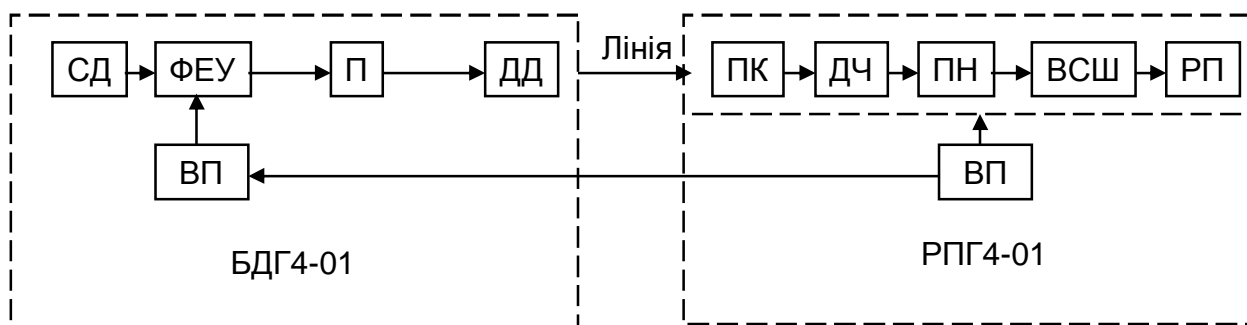 Лінія
СД ФЕУ П ДД ПК ДЧ ПН ВСШ РП
ВП ВП
БДГ4-01 РПГ4-01